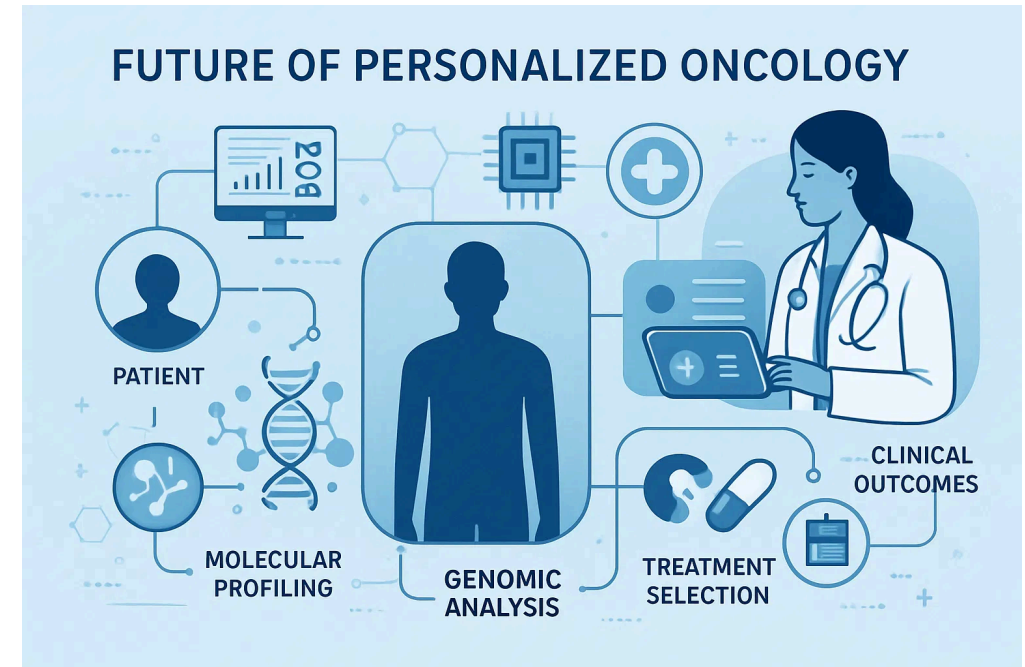 FUTURE OF PERSONALIZED ONCOLOGY
PATIENT
MOLECULAR
PROFILING
GENOMIC
ANALYSIS
TREATMENT
SELECTION
CLINICAL
OUTCOMES